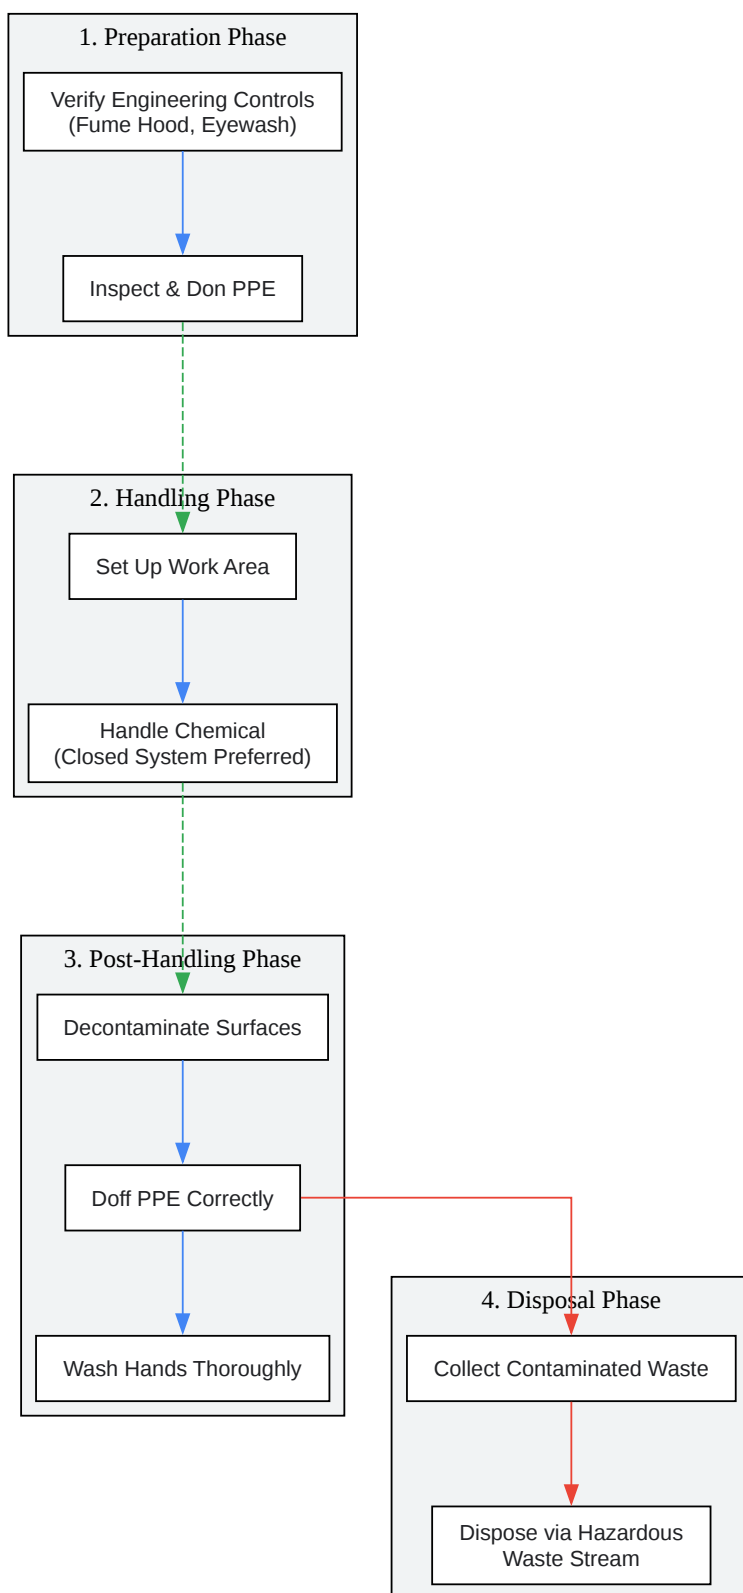 1. Preparation Phase
Verify Engineering Controls
(Fume Hood, Eyewash)
Inspect & Don PPE
2. Handling Phase
Set Up Work Area
Handle Chemical
(Closed System Preferred)
3. Post-Handling Phase
Decontaminate Surfaces
Doff PPE Correctly
Wash Hands Thoroughly
4. Disposal Phase
Collect Contaminated Waste
Dispose via Hazardous
Waste Stream